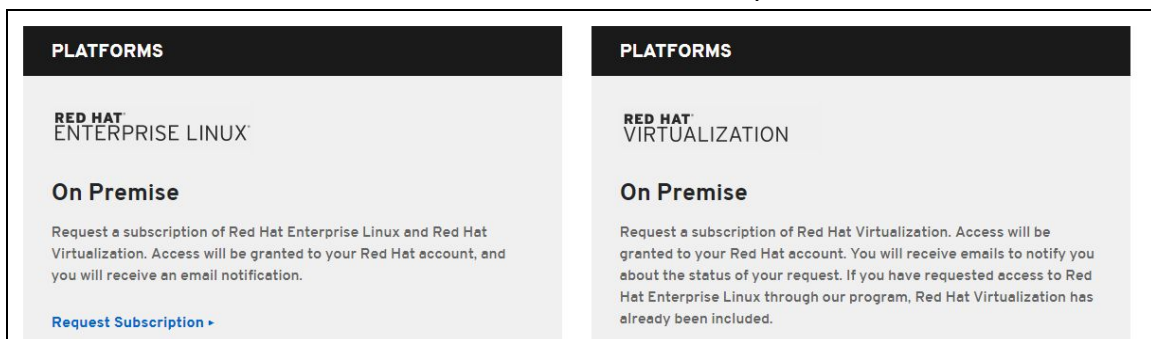 PLATFORMS
RED HAT
ENTERPRISE LINUX
On Premise
Request a subscription of Red Hat Enterprise Linux and Red Hat
Virtualization. Access will be granted to your Red Hat account, and
you will receive an email notification.
Request Subscription ▸
PLATFORMS
RED HAT
VIRTUALIZATION
On Premise
Request a subscription of Red Hat Virtualization. Access will be
granted to your Red Hat account. You will receive emails to notify you
about the status of your request. If you have requested access to Red
Hat Enterprise Linux through our program, Red Hat Virtualization has
already been included.